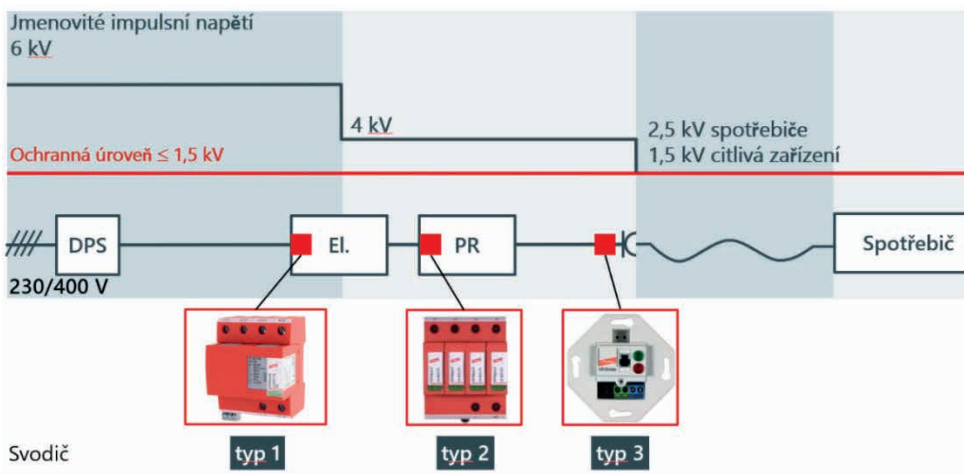 Jmenovité impulsní napětí
6 kV
4 kV
2,5 kV spotřebiče
1,5 kV citlivá zařízení
Ochranná úroveň ≤ 1,5 kV
DPS
El.
PR
Spotřebič
230/400 V
Svodič
typ 1
typ 2
typ 3